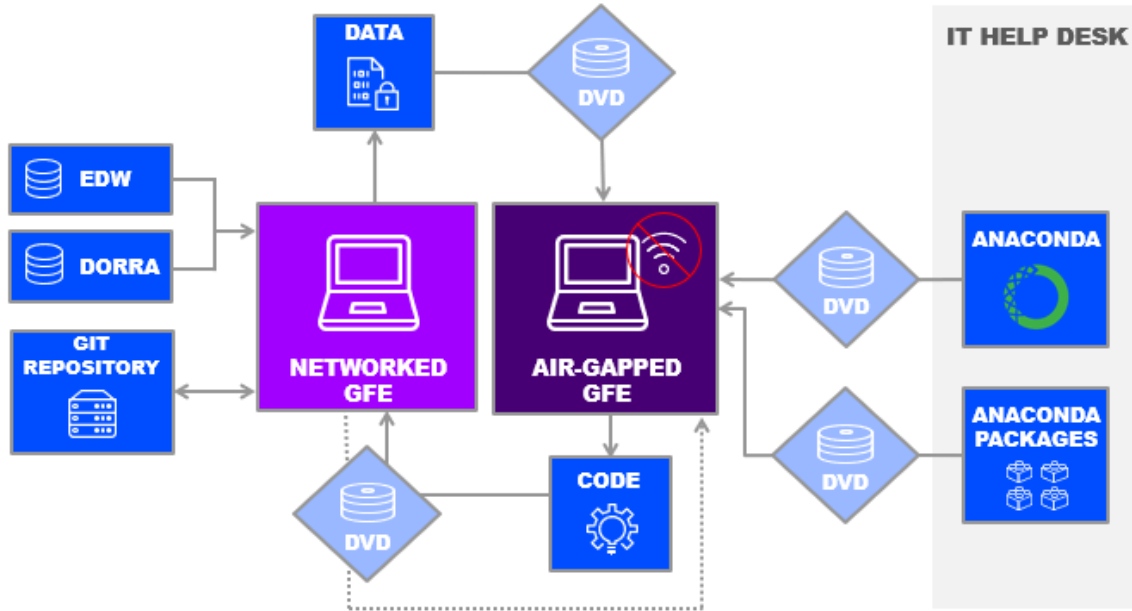 DATA
DVD
IT HELP DESK
EDW
DORRA
GIT
REPOSITORY
NETWORKED
GFE
AIR-GAPPED
GFE
DVD
ANACONDA
DVD
ANACONDA
PACKAGES
DVD
CODE